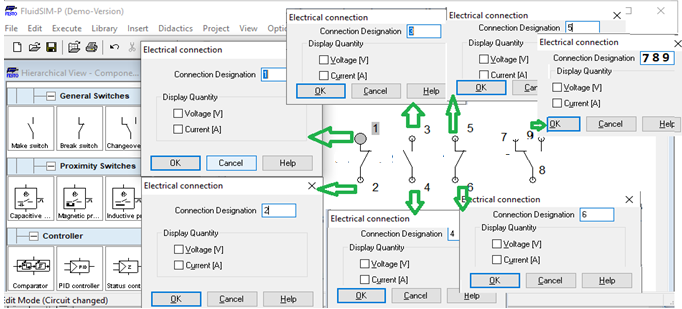 FluidSIM-P (Demo-Version)
File Edit Execute Library Insert Didactics Project View Option
Hierarchical View - Compone...
General Switches
Make switch Break switch Changeove
Proximity Switches
Capacitive ... Magnetic pr... Inductive p
Controller
Comparator PID controller Status cont
Edit Mode (Circuit changed)
Electrical connection
Connection Designation 1
Display Quantity
Voltage [V]
Current [A]
OK Cancel Help
Electrical connection
Connection Designation 2
Display Quantity
Voltage [V]
Current [A]
OK Cancel Help
Electrical connection
Connection Designation 3
Display Quantity
Voltage [V]
Current [A]
OK Cancel Help
Electrical connection
Connection Designation 5
Display Quantity
Voltage [V]
Current [A]
OK Can
Electrical connection
Connection Designation 7 8 9
Display Quantity
Voltage [V]
Current [A]
OK Cancel Help
1 3 5 7 9
2 4 6 8
Electrical connection
Connection Designation 4
Display Quantity
Voltage [V]
Current [A]
OK Cancel Help
Electrical connection
Connection Designation 6
Display Quantity
Voltage [V]
Current [A]
OK Cancel Help